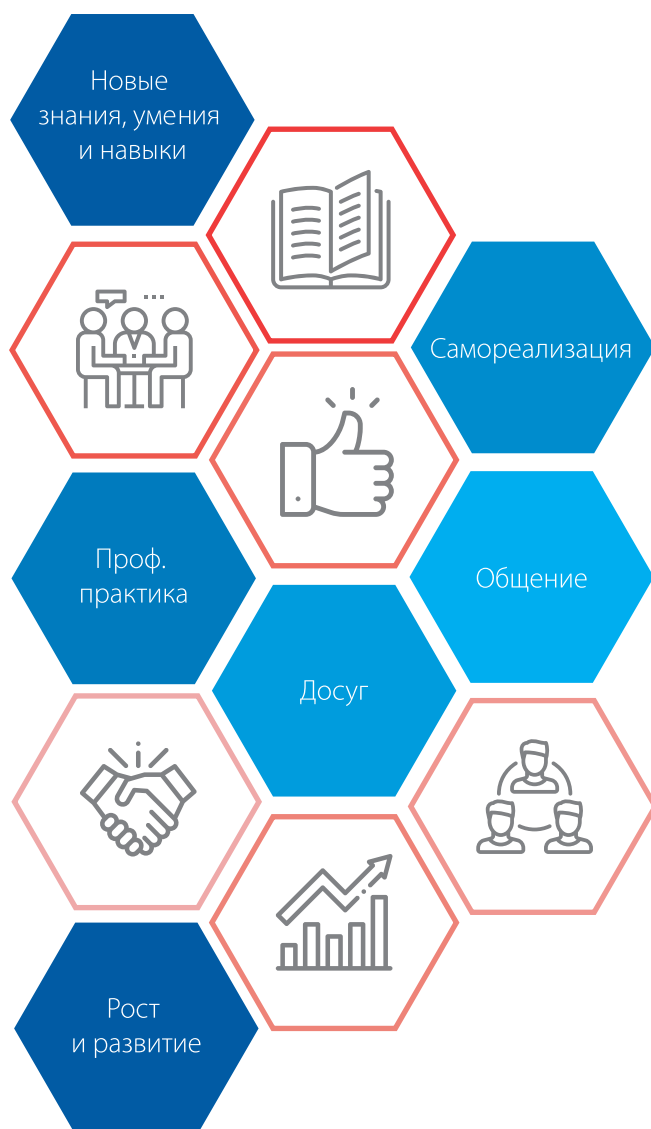 Новые
знания, умения
и навыки
Самореализация
Проф.
практика
Общение
Досуг
Рост
и развитие